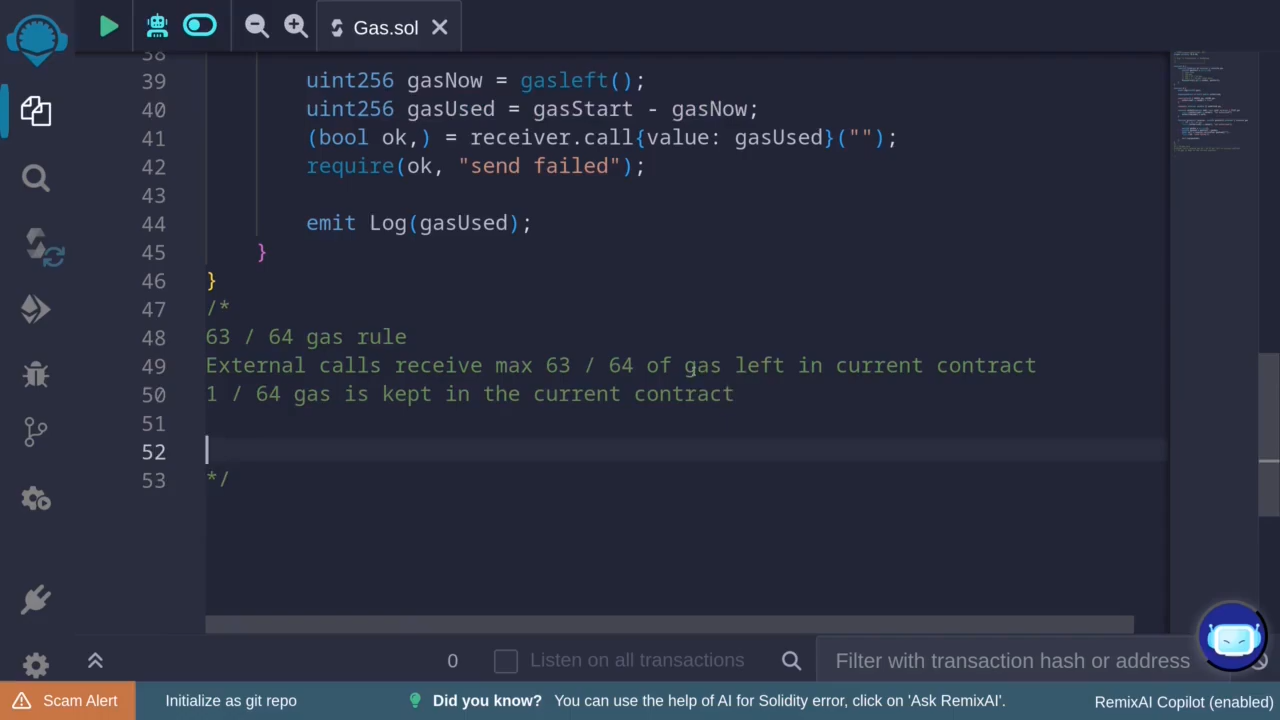 Gas.sol
38
39 uint256 gasNow = gasleft();
40 uint256 gasUsed = gasStart - gasNow;
41 (bool ok,) = receiver.call{value: gasUsed}("");
42 require(ok, "send failed");
43
44 emit Log(gasUsed);
45 }
46 }
47 /*
48 63 / 64 gas rule
49 External calls receive max 63 / 64 of gas left in current contract
50 1 / 64 gas is kept in the current contract
51
52
53 */
0 Listen on all transactions Filter with transaction hash or address
Scam Alert Initialize as git repo Did you know? You can use the help of AI for Solidity error, click on 'Ask RemixAI'. RemixAI Copilot (enabled)